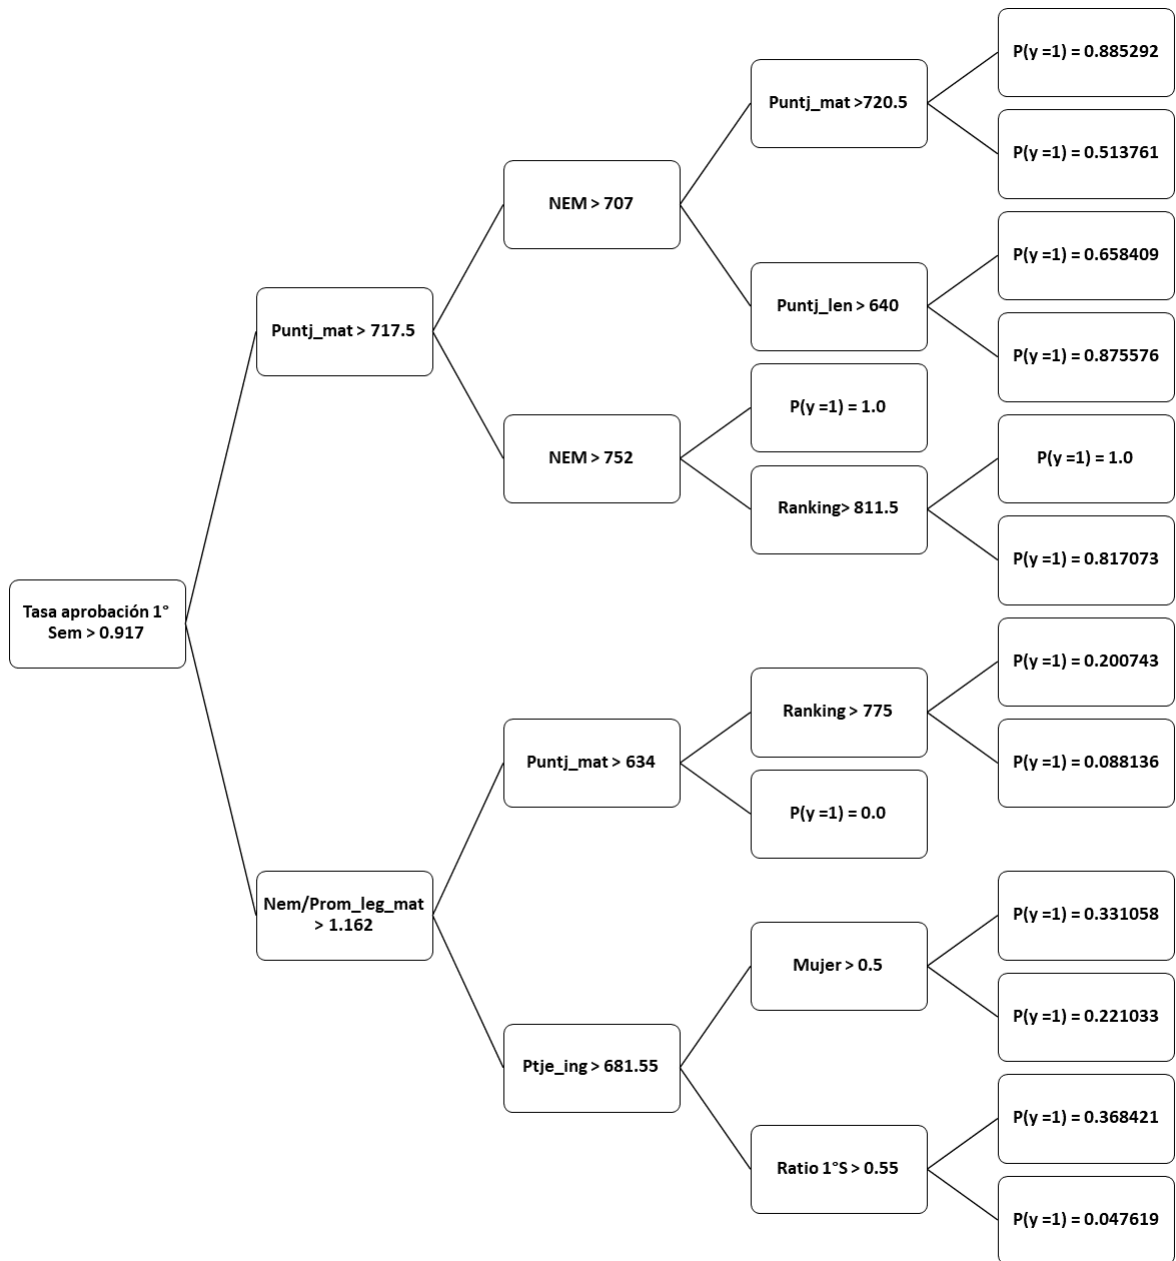 P(y =1) = 0.885292
Puntj_mat >720.5
P(y =1) = 0.513761
NEM > 707
P(y =1) = 0.658409
Puntj_len > 640
P(y =1) = 0.875576
Puntj_mat > 717.5
P(y =1) = 1.0
NEM > 752
P(y =1) = 1.0
Ranking> 811.5
P(y =1) = 0.817073
Tasa aprobación 1°
Sem > 0.917
P(y =1) = 0.200743
Ranking > 775
P(y =1) = 0.088136
Puntj_mat > 634
P(y =1) = 0.0
Nem/Prom_leg_mat
> 1.162
P(y =1) = 0.331058
Mujer > 0.5
P(y =1) = 0.221033
Ptje_ing > 681.55
P(y =1) = 0.368421
Ratio 1°S > 0.55
P(y =1) = 0.047619